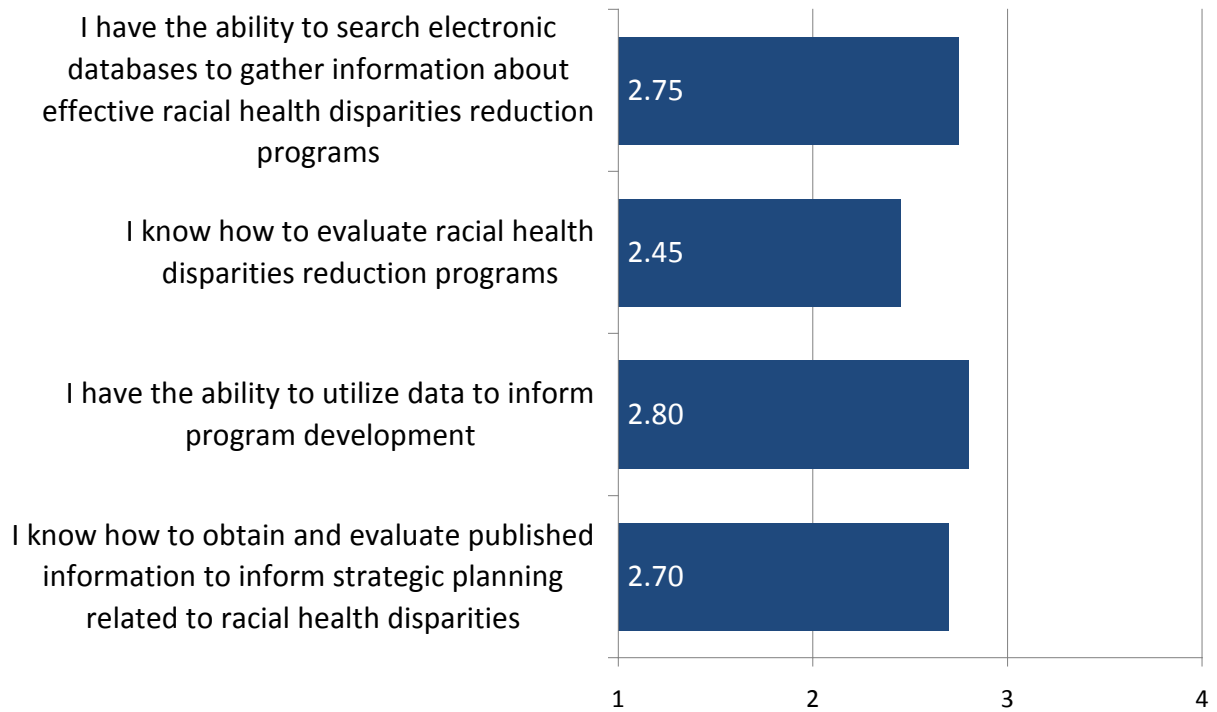 I have the ability to search electronic
databases to gather information about
effective racial health disparities reduction
programs
2.75
I know how to evaluate racial health
disparities reduction programs
2.45
I have the ability to utilize data to inform
program development
2.80
I know how to obtain and evaluate published
information to inform strategic planning
related to racial health disparities
2.70
1 2 3 4